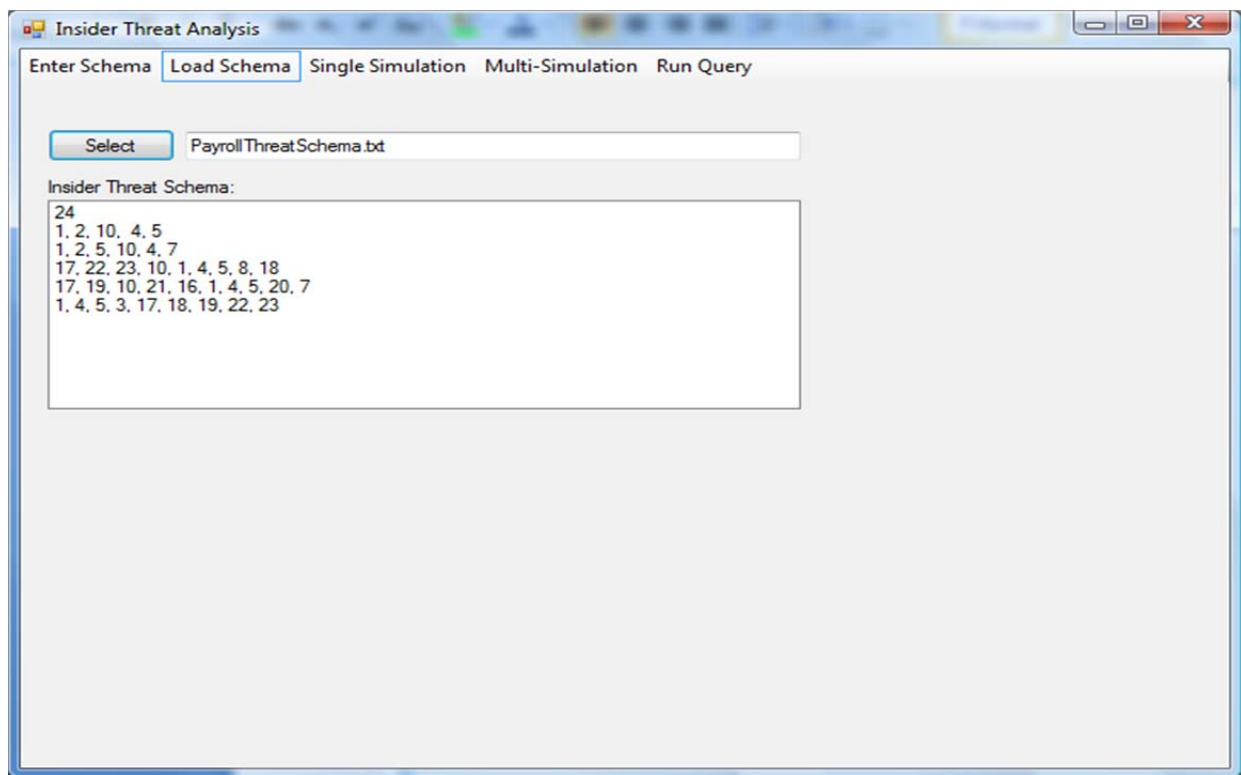 Insider Threat Analysis
Enter Schema Load Schema Single Simulation Multi-Simulation Run Query
Select PayrollThreatSchema.txt
Insider Threat Schema:
24
1, 2, 10,  4, 5
1, 2, 5, 10, 4, 7
17, 22, 23, 10, 1, 4, 5, 8, 18
17, 19, 10, 21, 16, 1, 4, 5, 20, 7
1, 4, 5, 3, 17, 18, 19, 22, 23